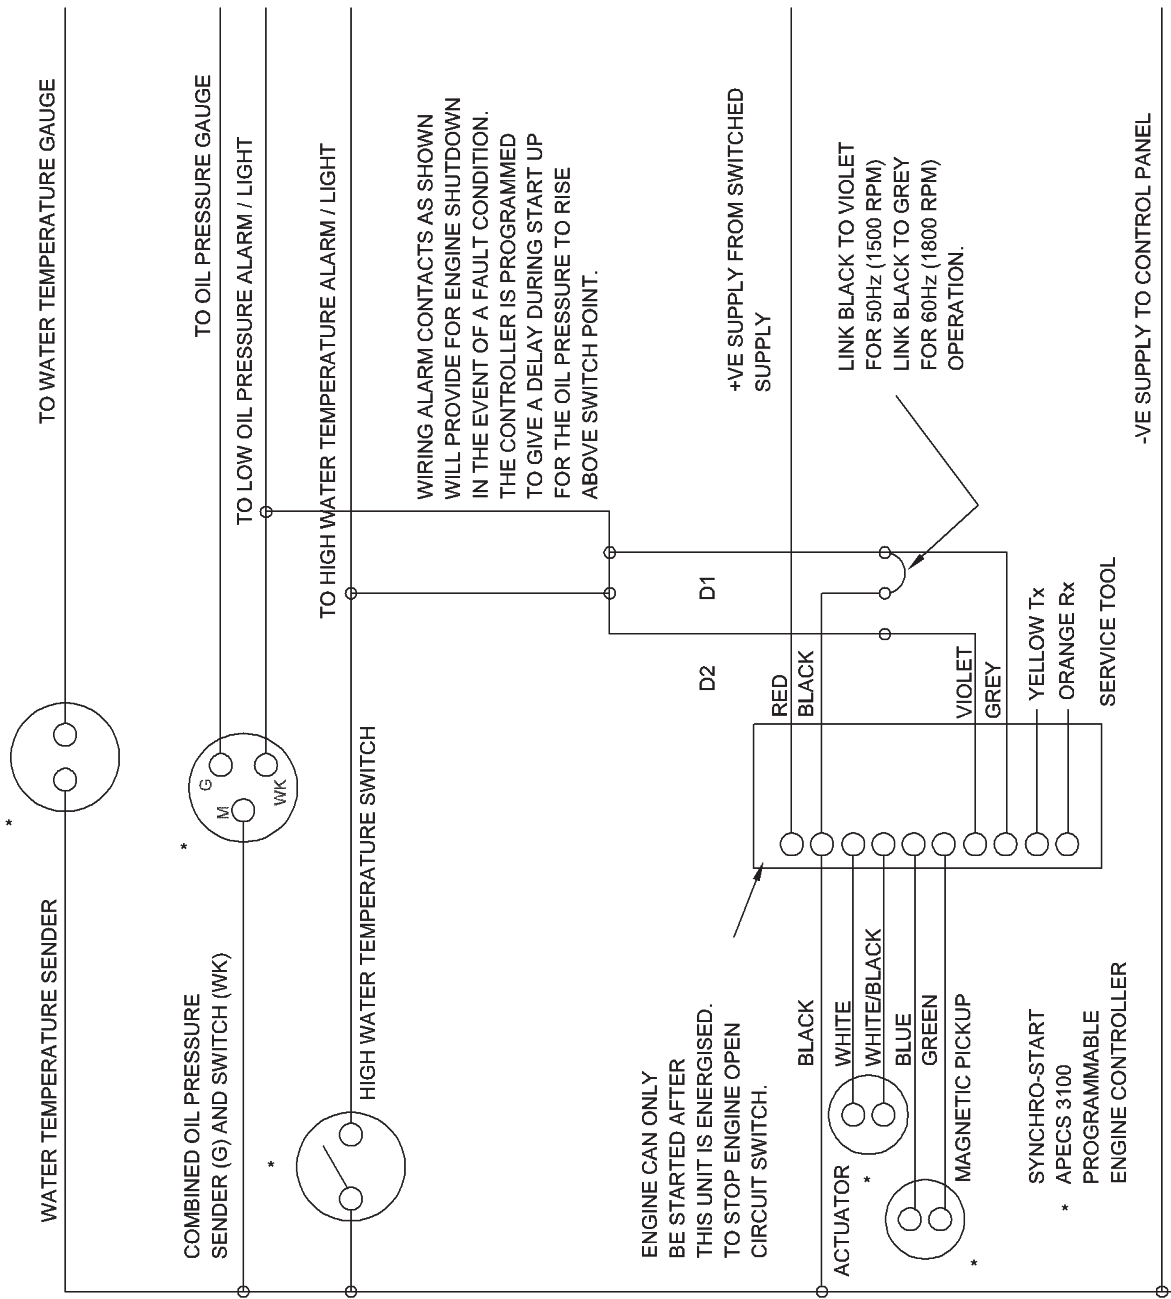 TO WATER TEMPERATURE GAUGE
WATER TEMPERATURE SENDER
*
TO OIL PRESSURE GAUGE
TO LOW OIL PRESSURE ALARM / LIGHT
G
M
WK
*
COMBINED OIL PRESSURE
SENDER (G) AND SWITCH (WK)
TO HIGH WATER TEMPERATURE ALARM / LIGHT
HIGH WATER TEMPERATURE SWITCH
*
WIRING ALARM CONTACTS AS SHOWN
WILL PROVIDE FOR ENGINE SHUTDOWN
IN THE EVENT OF A FAULT CONDITION.
THE CONTROLLER IS PROGRAMMED
TO GIVE A DELAY DURING START UP
FOR THE OIL PRESSURE TO RISE
ABOVE SWITCH POINT.
ENGINE CAN ONLY
BE STARTED AFTER
THIS UNIT IS ENERGISED.
TO STOP ENGINE OPEN
CIRCUIT SWITCH.
D2
D1
+VE SUPPLY FROM SWITCHED
SUPPLY
RED
BLACK
VIOLET
GREY
YELLOW Tx
ORANGE Rx
SERVICE TOOL
LINK BLACK TO VIOLET
FOR 50Hz (1500 RPM)
LINK BLACK TO GREY
FOR 60Hz (1800 RPM)
OPERATION.
BLACK
WHITE
WHITE/BLACK
BLUE
GREEN
ACTUATOR
*
MAGNETIC PICKUP
*
SYNCHRO-START
* APECS 3100
PROGRAMMABLE
ENGINE CONTROLLER
-VE SUPPLY TO CONTROL PANEL